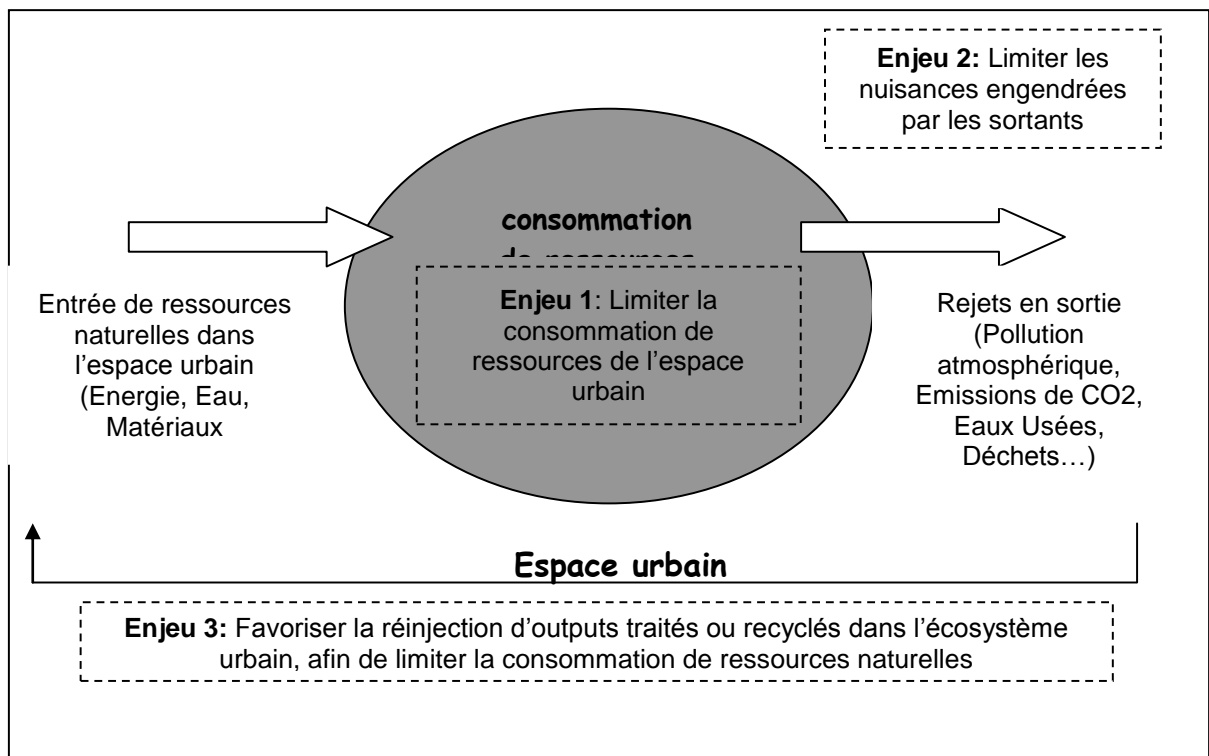 Enjeu 2: Limiter les
nuisances engendrées
par les sortants
consommation
de ressources
Enjeu 1: Limiter la
consommation de
ressources de l’espace
urbain
Entrée de ressources
naturelles dans
l’espace urbain
(Energie, Eau,
Matériaux
Rejets en sortie
(Pollution
atmosphérique,
Emissions de CO2,
Eaux Usées,
Déchets…)
Espace urbain
Enjeu 3: Favoriser la réinjection d’outputs traités ou recyclés dans l’écosystème
urbain, afin de limiter la consommation de ressources naturelles